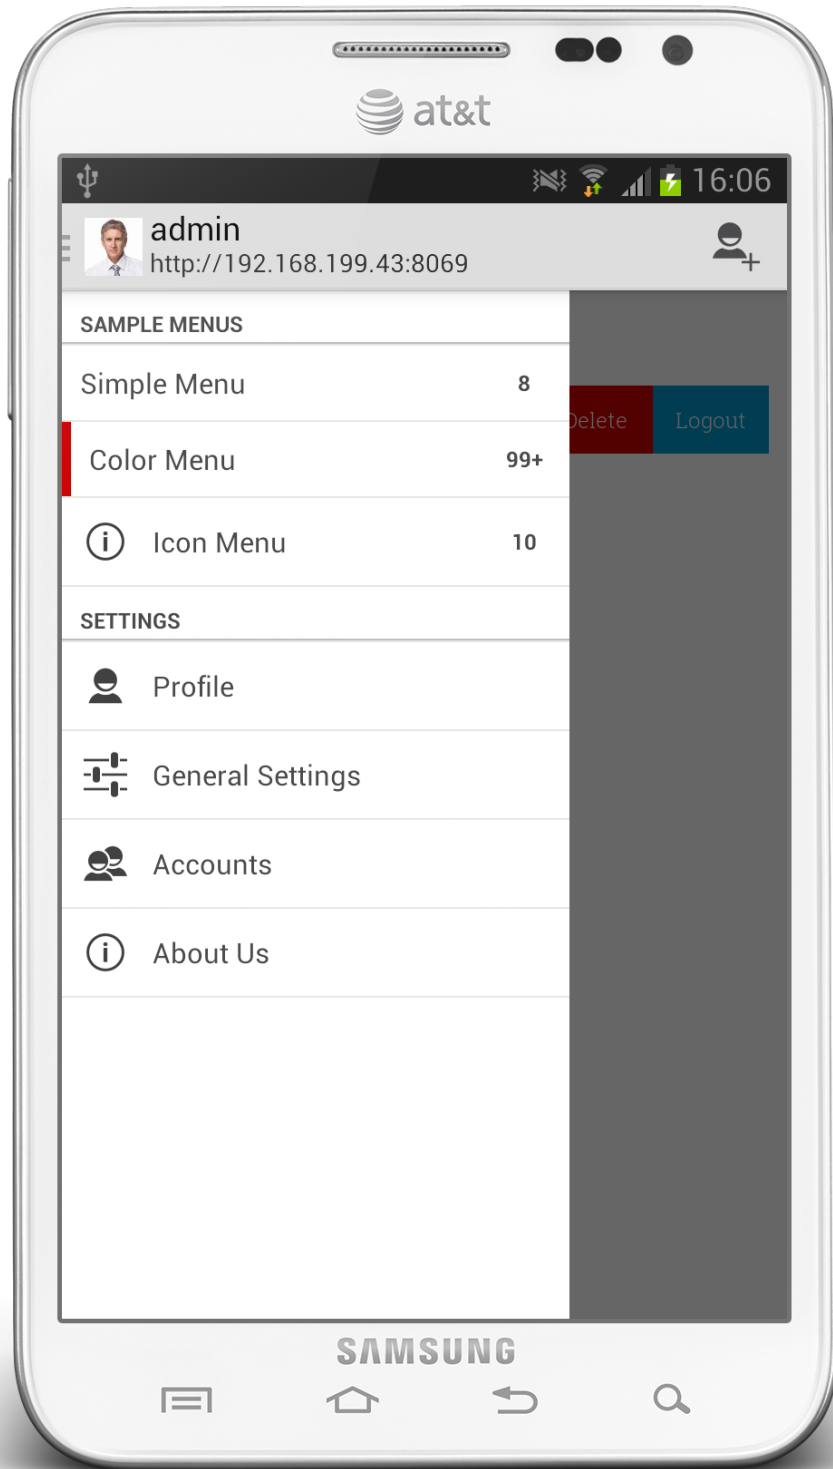 at&t
16:06
admin
http://192.168.199.43:8069
SAMPLE MENUS
Simple Menu 8
Delete Logout
Color Menu 99+
Icon Menu 10
SETTINGS
Profile
General Settings
Accounts
About Us
SAMSUNG